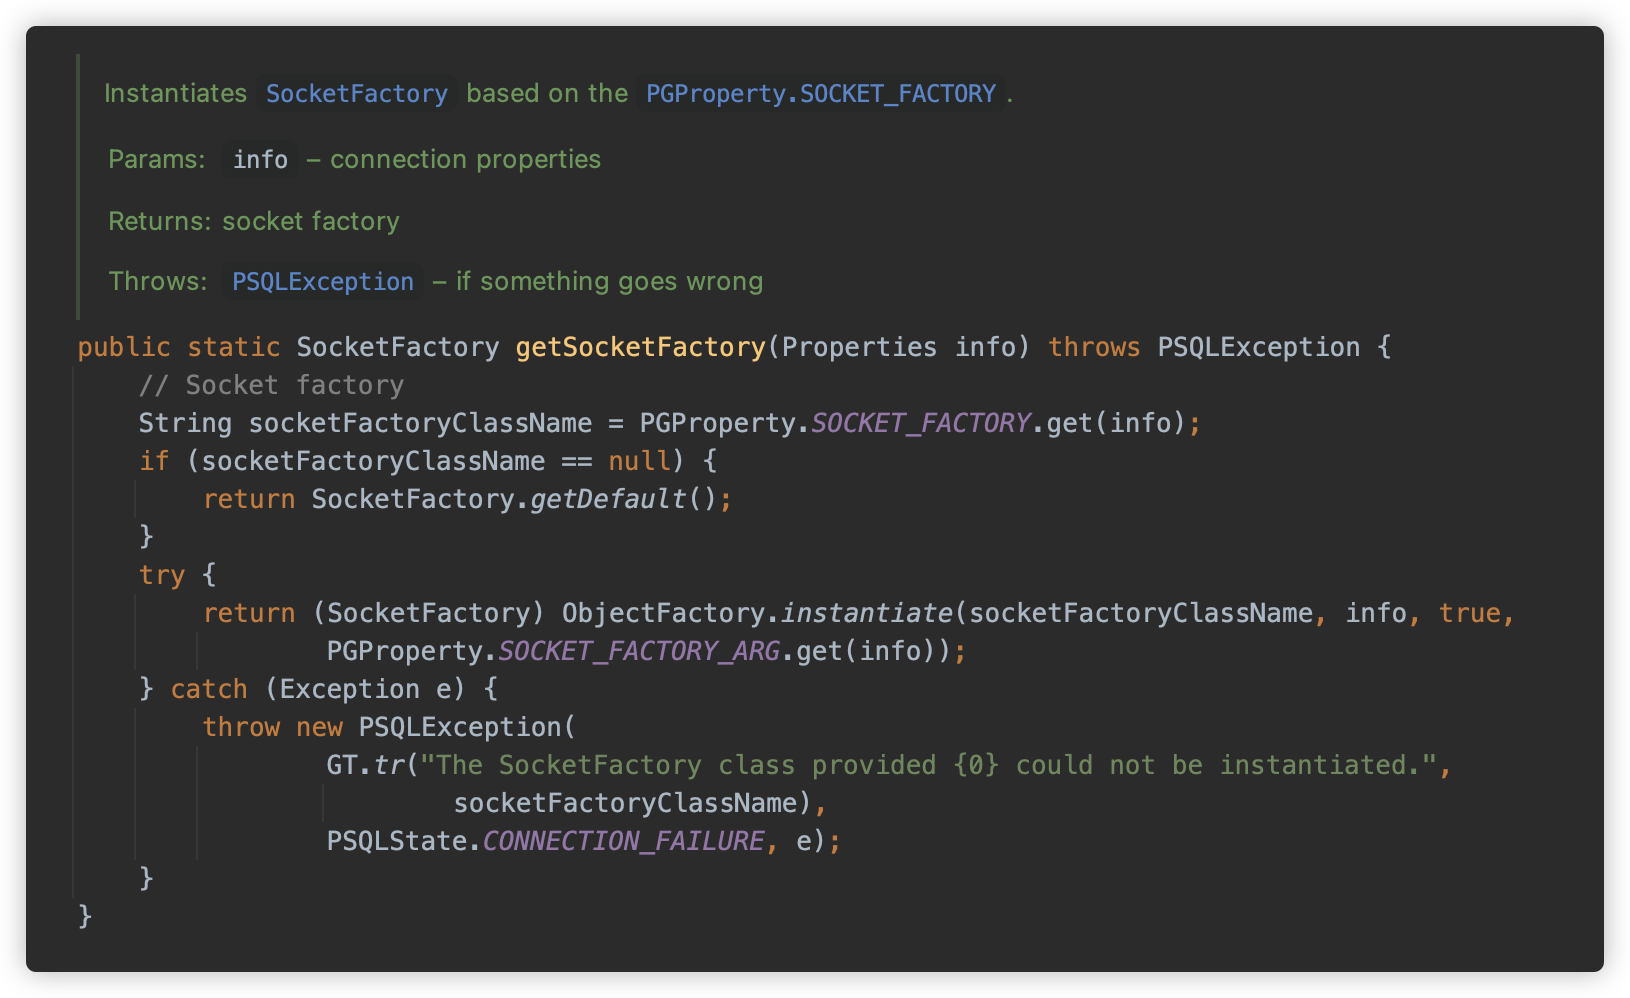 Instantiates SocketFactory based on the PGProperty.SOCKET_FACTORY .
Params: info – connection properties
Returns: socket factory
Throws: PSQLException – if something goes wrong
public static SocketFactory getSocketFactory(Properties info) throws PSQLException {
    // Socket factory
    String socketFactoryClassName = PGProperty.SOCKET_FACTORY.get(info);
    if (socketFactoryClassName == null) {
        return SocketFactory.getDefault();
    }
    try {
        return (SocketFactory) ObjectFactory.instantiate(socketFactoryClassName, info, true,
                PGProperty.SOCKET_FACTORY_ARG.get(info));
    } catch (Exception e) {
        throw new PSQLException(
                GT.tr("The SocketFactory class provided {0} could not be instantiated.",
                        socketFactoryClassName),
                PSQLState.CONNECTION_FAILURE, e);
    }
}